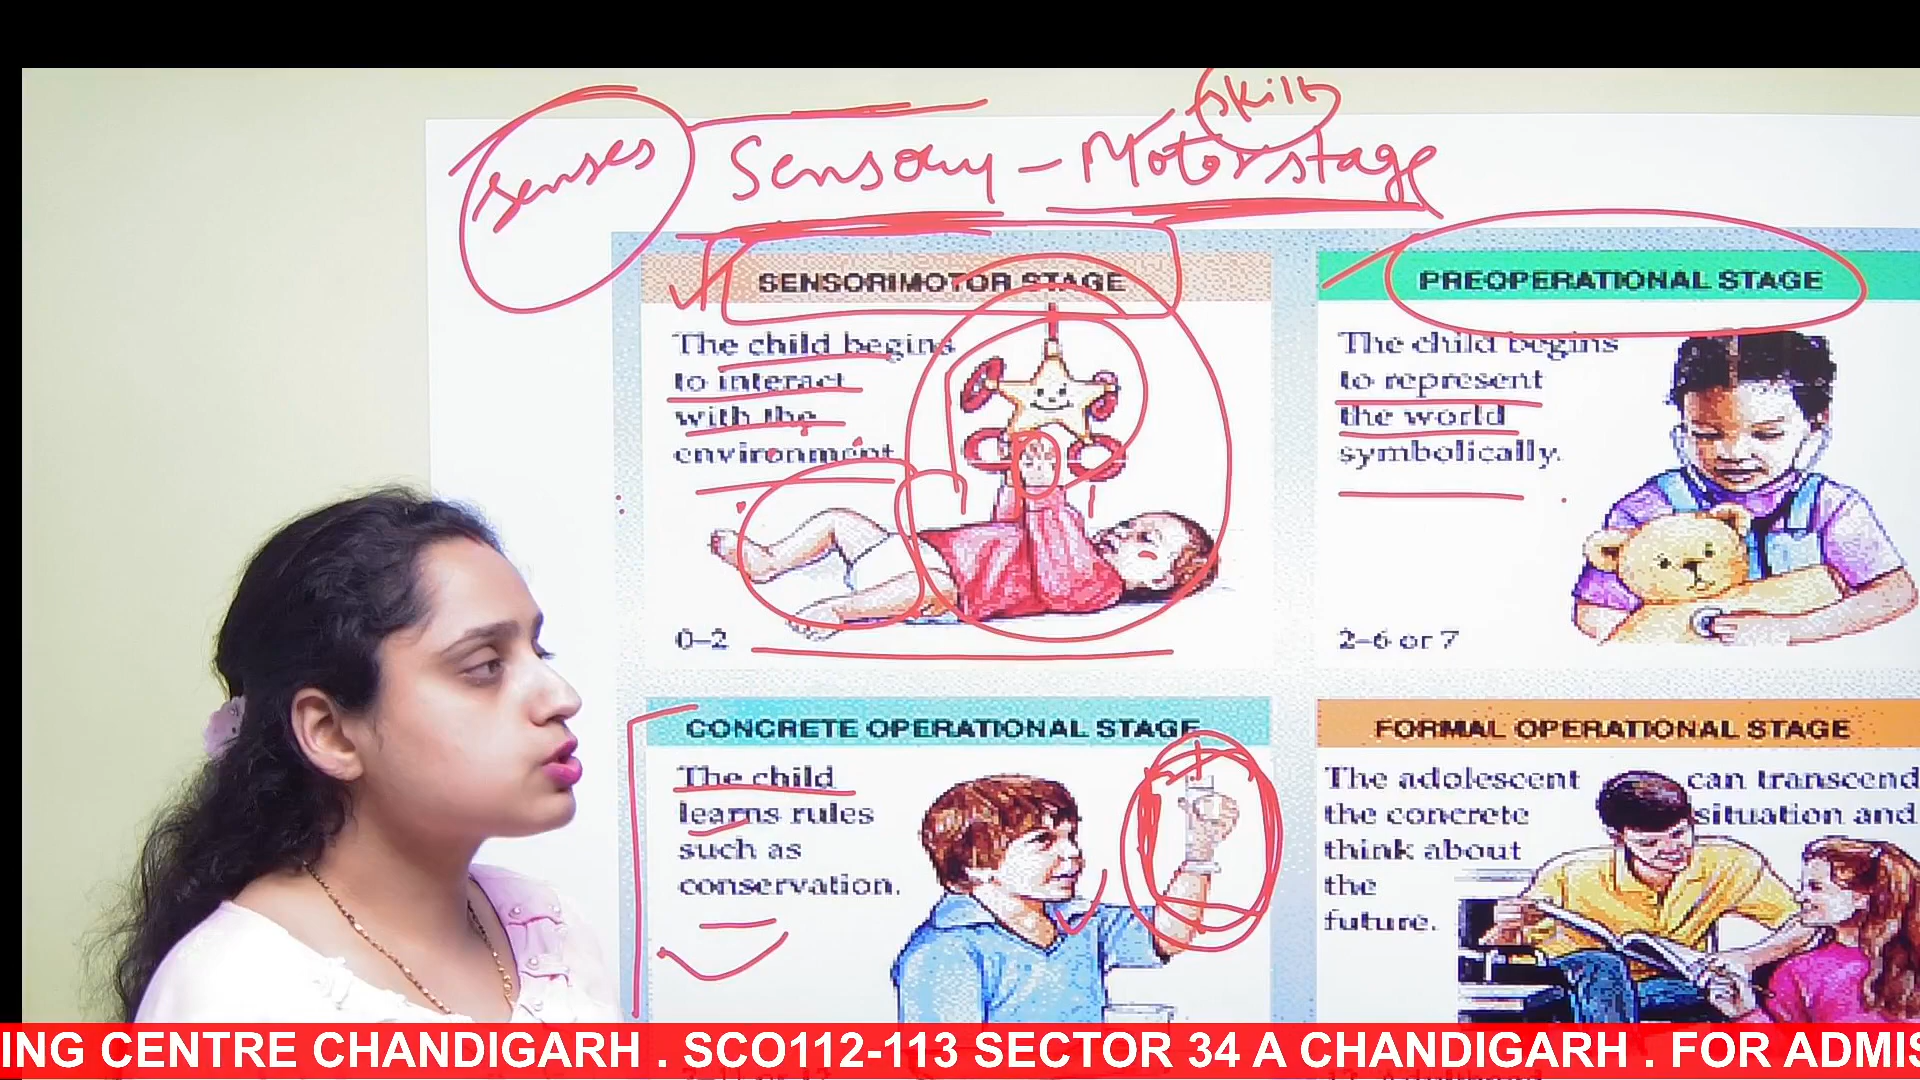 skills
senses
Sensory - Motor stage
SENSORIMOTOR STAGE
The child begins
to interact
with the
environment
0–2
PREOPERATIONAL STAGE
The child begins
to represent
the world
symbolically.
2–6 or 7
CONCRETE OPERATIONAL STAGE
The child
learns rules
such as
conservation.
FORMAL OPERATIONAL STAGE
The adolescent can transcend
the concrete situation and
think about
the
future.
ING CENTRE CHANDIGARH . SCO112-113 SECTOR 34 A CHANDIGARH . FOR ADMIS